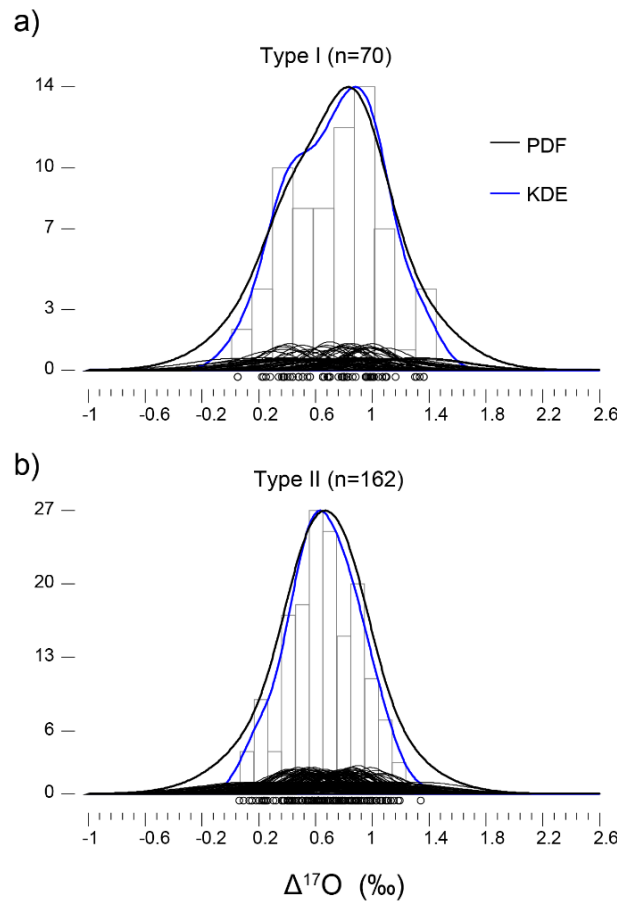 a)
Type I (n=70)
14
10
7
3
0
PDF
KDE
-1 -0.6 -0.2 0.2 0.7 1 1.4 1.8 2.2 2.6
b)
Type II (n=162)
27
20
13
6
0
-1 -0.6 -0.2 0.2 0.6 1 1.4 1.8 2.2 2.6
Δ¹⁷O (‰)